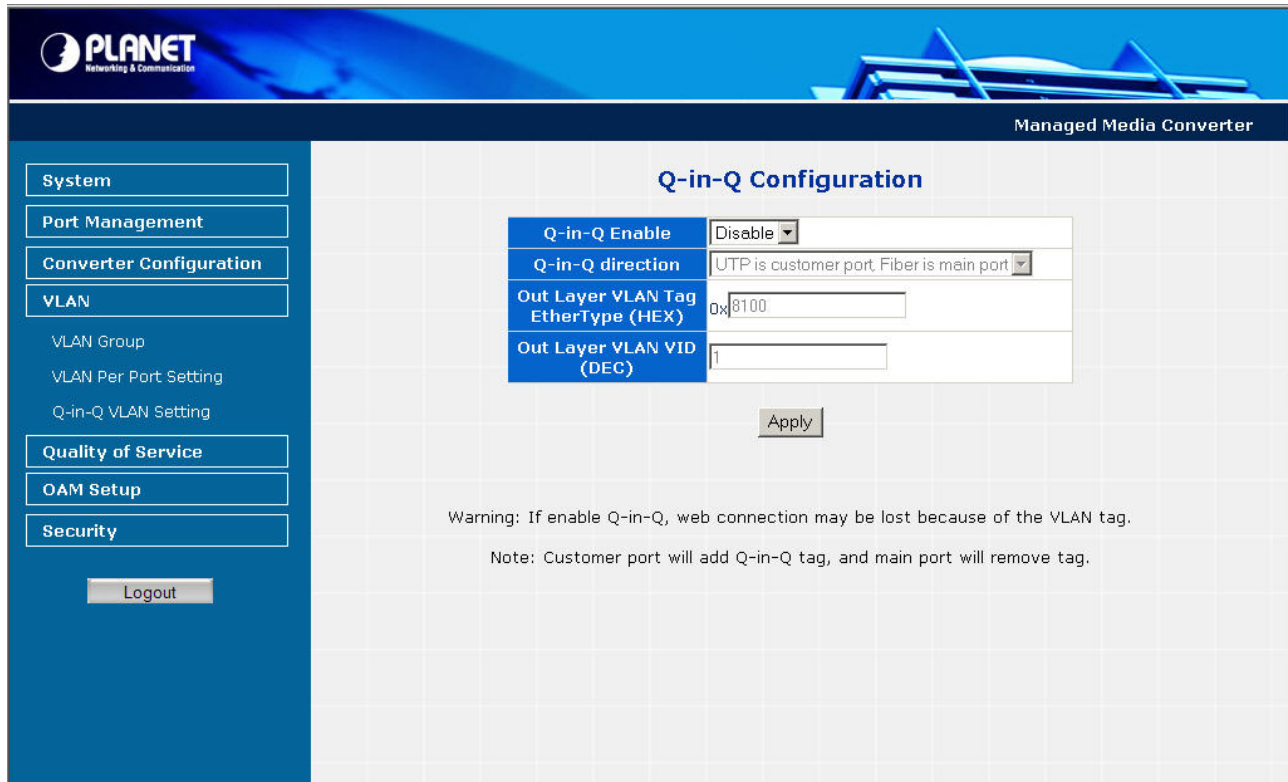 PLANET
Networking & Communication
Managed Media Converter
System
Port Management
Converter Configuration
VLAN
VLAN Group
VLAN Per Port Setting
Q-in-Q VLAN Setting
Quality of Service
OAM Setup
Security
Logout
Q-in-Q Configuration
Q-in-Q Enable
Disable
Q-in-Q direction
UTP is customer port, Fiber is main port
Out Layer VLAN Tag
EtherType (HEX)
0x 8100
Out Layer VLAN VID
(DEC)
1
Apply
Warning: If enable Q-in-Q, web connection may be lost because of the VLAN tag.
Note: Customer port will add Q-in-Q tag, and main port will remove tag.